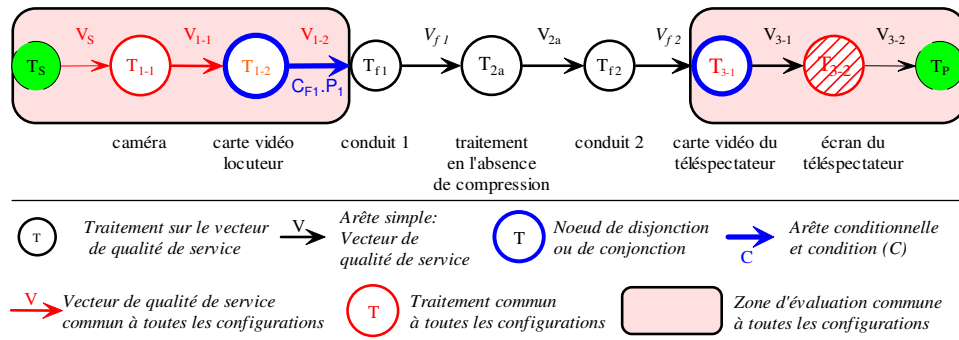 V_S V_1-1 V_1-2 V_f 1 V_2a V_f 2 V_3-1 V_3-2
T_S T_1-1 T_1-2 T_f1 T_2a T_f2 T_3-1 T_3-2 T_P
C_F1.P_1
caméra carte vidéo conduit 1 traitement conduit 2 carte vidéo du écran du
locuteur en l'absence téléspectateur téléspectateur
de compression
T Traitement sur le vecteur
de qualité de service
V Arête simple:
Vecteur de
qualité de service
T Noeud de disjonction
ou de conjonction
C Arête conditionnelle
et condition (C)
V Vecteur de qualité de service
commun à toutes les configurations
T Traitement commun
à toutes les configurations
Zone d'évaluation commune
à toutes les configurations